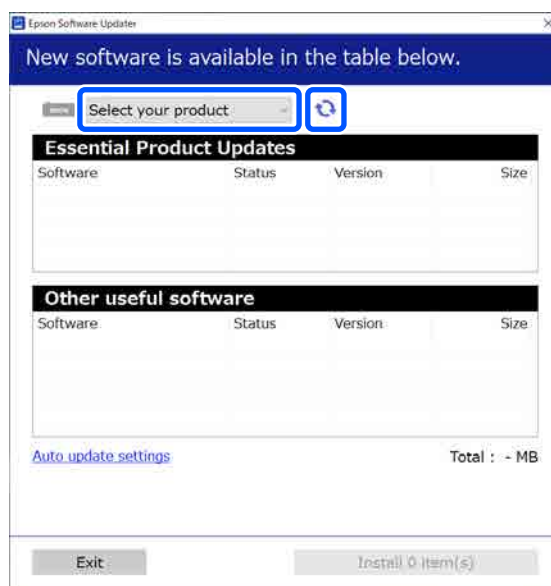 Epson Software Updater
New software is available in the table below.
Select your product
Essential Product Updates
Software Status Version Size
Other useful software
Software Status Version Size
Auto update settings Total : - MB
Exit Install 0 item(s)